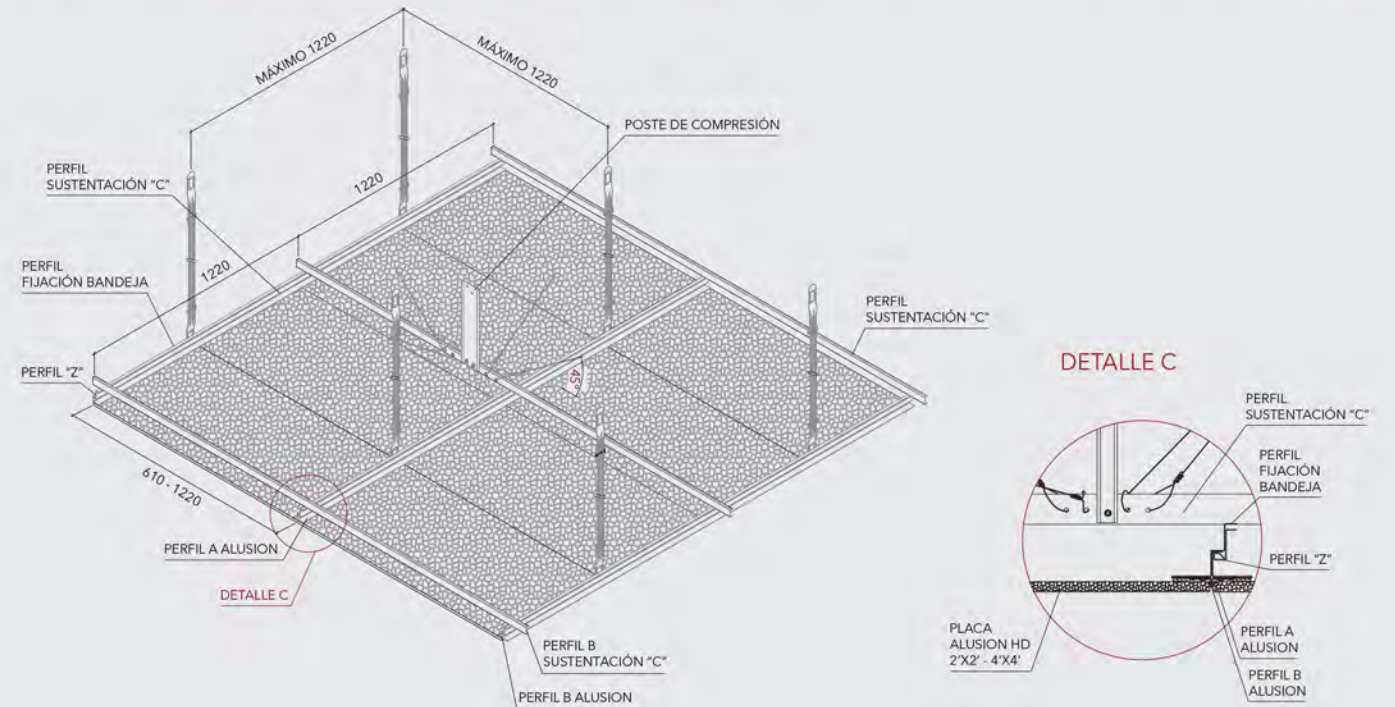 MÁXIMO 1220
MÁXIMO 1220
POSTE DE COMPRESIÓN
PERFIL
SUSTENTACIÓN "C"
1220
1220
PERFIL
FIJACIÓN BANDEJA
PERFIL
SUSTENTACIÓN "C"
PERFIL "Z"
45°
610 - 1220
PERFIL A ALUSION
DETALLE C
PERFIL B
SUSTENTACIÓN "C"
PERFIL B ALUSION
DETALLE C
PERFIL
SUSTENTACIÓN "C"
PERFIL
FIJACIÓN
BANDEJA
PERFIL "Z"
PLACA
ALUSION HD
2'X2' - 4'X4'
PERFIL A
ALUSION
PERFIL B
ALUSION